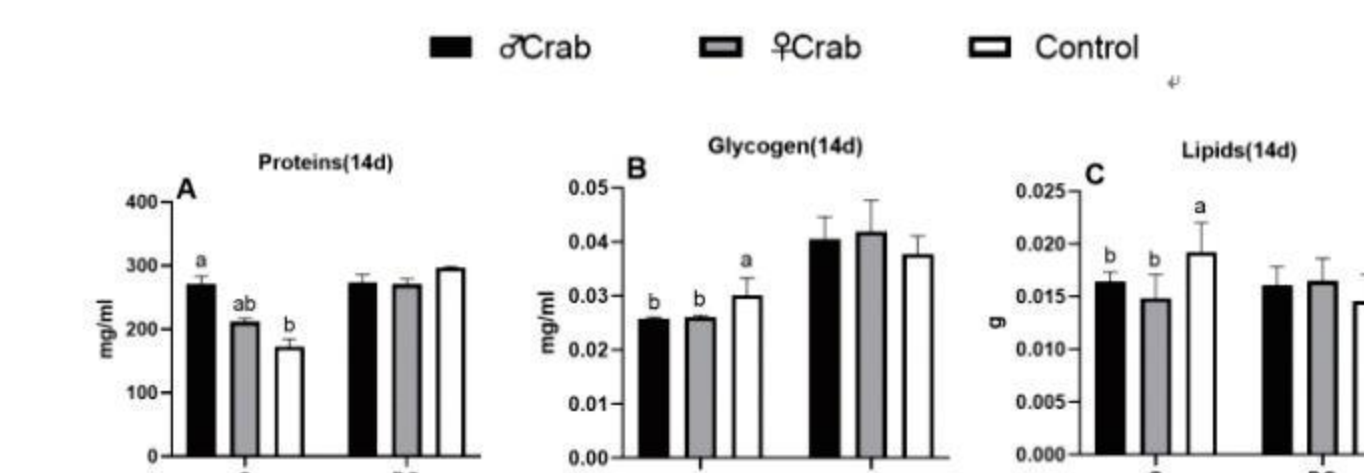 ♂Crab ♀Crab Control
↵
Proteins(14d)
A
400
300
200
100
0
mg/ml
a
ab
b
Glycogen(14d)
B
0.05
0.04
0.03
0.02
0.01
0.00
mg/ml
b
b
a
Lipids(14d)
C
0.025
0.020
0.015
0.010
0.005
0.000
g
b
b
a